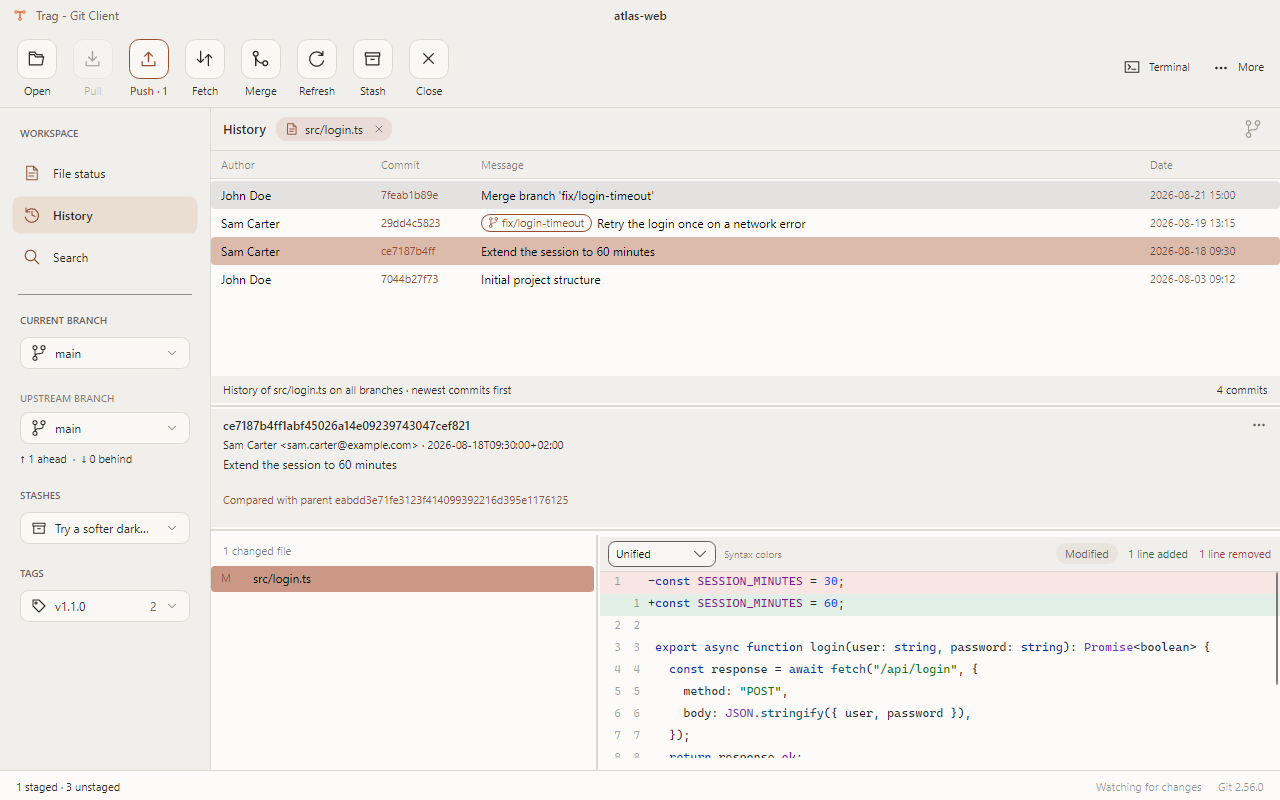 Trag - Git Client
atlas-web
Open
Pull
Push · 1
Fetch
Merge
Refresh
Stash
Close
Terminal
More
WORKSPACE
File status
History
Search
CURRENT BRANCH
main
UPSTREAM BRANCH
main
↑ 1 ahead · ↓ 0 behind
STASHES
Try a softer dark...
TAGS
v1.1.0 2
History src/login.ts
Author Commit Message Date
John Doe 7feab1b89e Merge branch 'fix/login-timeout' 2026-08-21 15:00
Sam Carter 29dd4c5823 fix/login-timeout Retry the login once on a network error 2026-08-19 13:15
Sam Carter ce7187b4ff Extend the session to 60 minutes 2026-08-18 09:30
John Doe 7044b27f73 Initial project structure 2026-08-03 09:12
History of src/login.ts on all branches · newest commits first 4 commits
ce7187b4ff1abf45026a14e09239743047cef821
Sam Carter <sam.carter@example.com> · 2026-08-18T09:30:00+02:00
Extend the session to 60 minutes
Compared with parent eabdd3e71fe3123f414099392216d395e1176125
1 changed file
M src/login.ts
Unified Syntax colors Modified 1 line added 1 line removed
1 −const SESSION_MINUTES = 30;
1 +const SESSION_MINUTES = 60;
2 2
3 3 export async function login(user: string, password: string): Promise<boolean> {
4 4 const response = await fetch("/api/login", {
5 5 method: "POST",
6 6 body: JSON.stringify({ user, password }),
7 7 });
8 8 return response.ok;
1 staged · 3 unstaged
Watching for changes Git 2.56.0